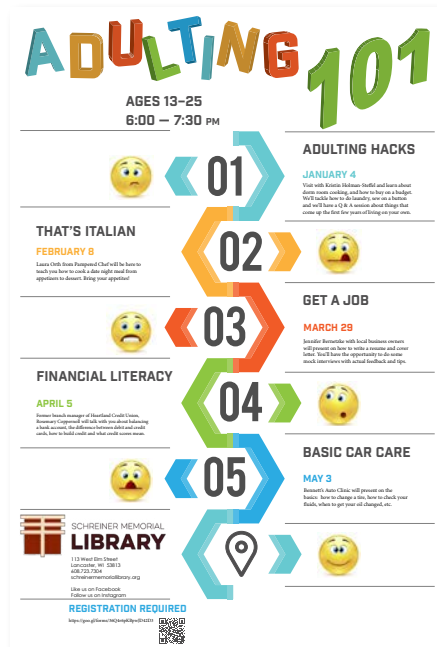 ADULTING 101
AGES 13–25
6:00 – 7:30 PM
01
ADULTING HACKS
JANUARY 4
Visit with Kristin Holman-Steffel and learn about
dorm room cooking, and how to buy on a budget.
We'll tackle how to do laundry, sew on a button
and we'll have a Q & A session about things that
come up the first few years of living on your own.
THAT'S ITALIAN
FEBRUARY 8
Laura Orth from Pampered Chef will be here to
teach you how to cook a date night meal from
appetizers to dessert. Bring your appetites!
02
03
GET A JOB
MARCH 29
Jennifer Bernetzke with local business owners
will present on how to write a resume and cover
letter. You'll have the opportunity to do some
mock interviews with actual feedback and tips.
FINANCIAL LITERACY
APRIL 5
Former branch manager of Heartland Credit Union,
Rosemary Coppernoll will talk with you about balancing
a bank account, the difference between debit and credit
cards, how to build credit and what credit scores mean.
04
05
BASIC CAR CARE
MAY 3
Bennett's Auto Clinic will present on the
basics: how to change a tire, how to check your
fluids, when to get your oil changed, etc.
SCHREINER MEMORIAL
LIBRARY
113 West Elm Street
Lancaster, WI 53813
608.723.7304
schreinermemoriallibrary.org
Like us on Facebook
Follow us on Instagram
REGISTRATION REQUIRED